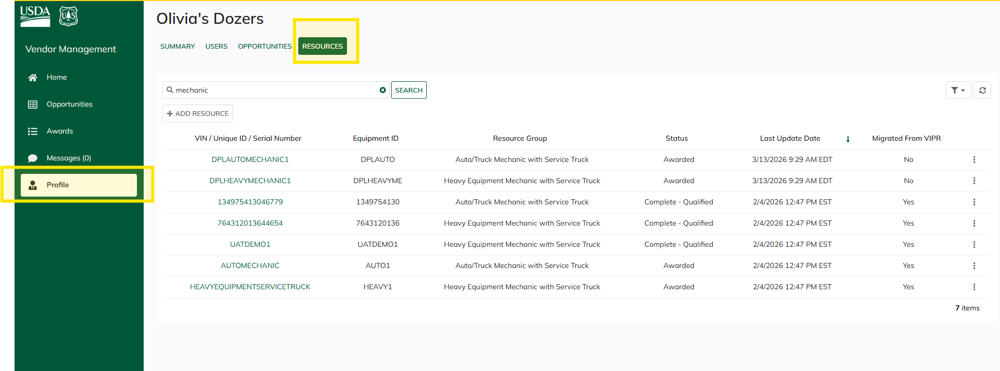 USDA
UAS
Olivia's Dozers
Vendor Management
SUMMARY USERS OPPORTUNITIES RESOURCES
Home
Opportunities
Awards
Messages (0)
Profile
mechanic SEARCH
ADD RESOURCE
VIN / Unique ID / Serial Number Equipment ID Resource Group Status Last Update Date ↓ Migrated From VIPR
DPLAUTOMECHANIC1 DPLAUTO Auto/Truck Mechanic with Service Truck Awarded 3/13/2026 9:29 AM EDT No
DPLHEAVYMECHANIC1 DPLHEAVYME Heavy Equipment Mechanic with Service Truck Awarded 3/13/2026 9:29 AM EDT No
134975413046779 1349754130 Auto/Truck Mechanic with Service Truck Complete - Qualified 2/4/2026 12:47 PM EST Yes
764312013644654 7643120136 Heavy Equipment Mechanic with Service Truck Complete - Qualified 2/4/2026 12:47 PM EST Yes
UATDEMO1 UATDEMO1 Heavy Equipment Mechanic with Service Truck Complete - Qualified 2/4/2026 12:47 PM EST Yes
AUTOMECHANIC AUTO1 Auto/Truck Mechanic with Service Truck Awarded 2/4/2026 12:47 PM EST Yes
HEAVYEQUIPMENTSERVICETRUCK HEAVY1 Heavy Equipment Mechanic with Service Truck Awarded 2/4/2026 12:47 PM EST Yes
7 items